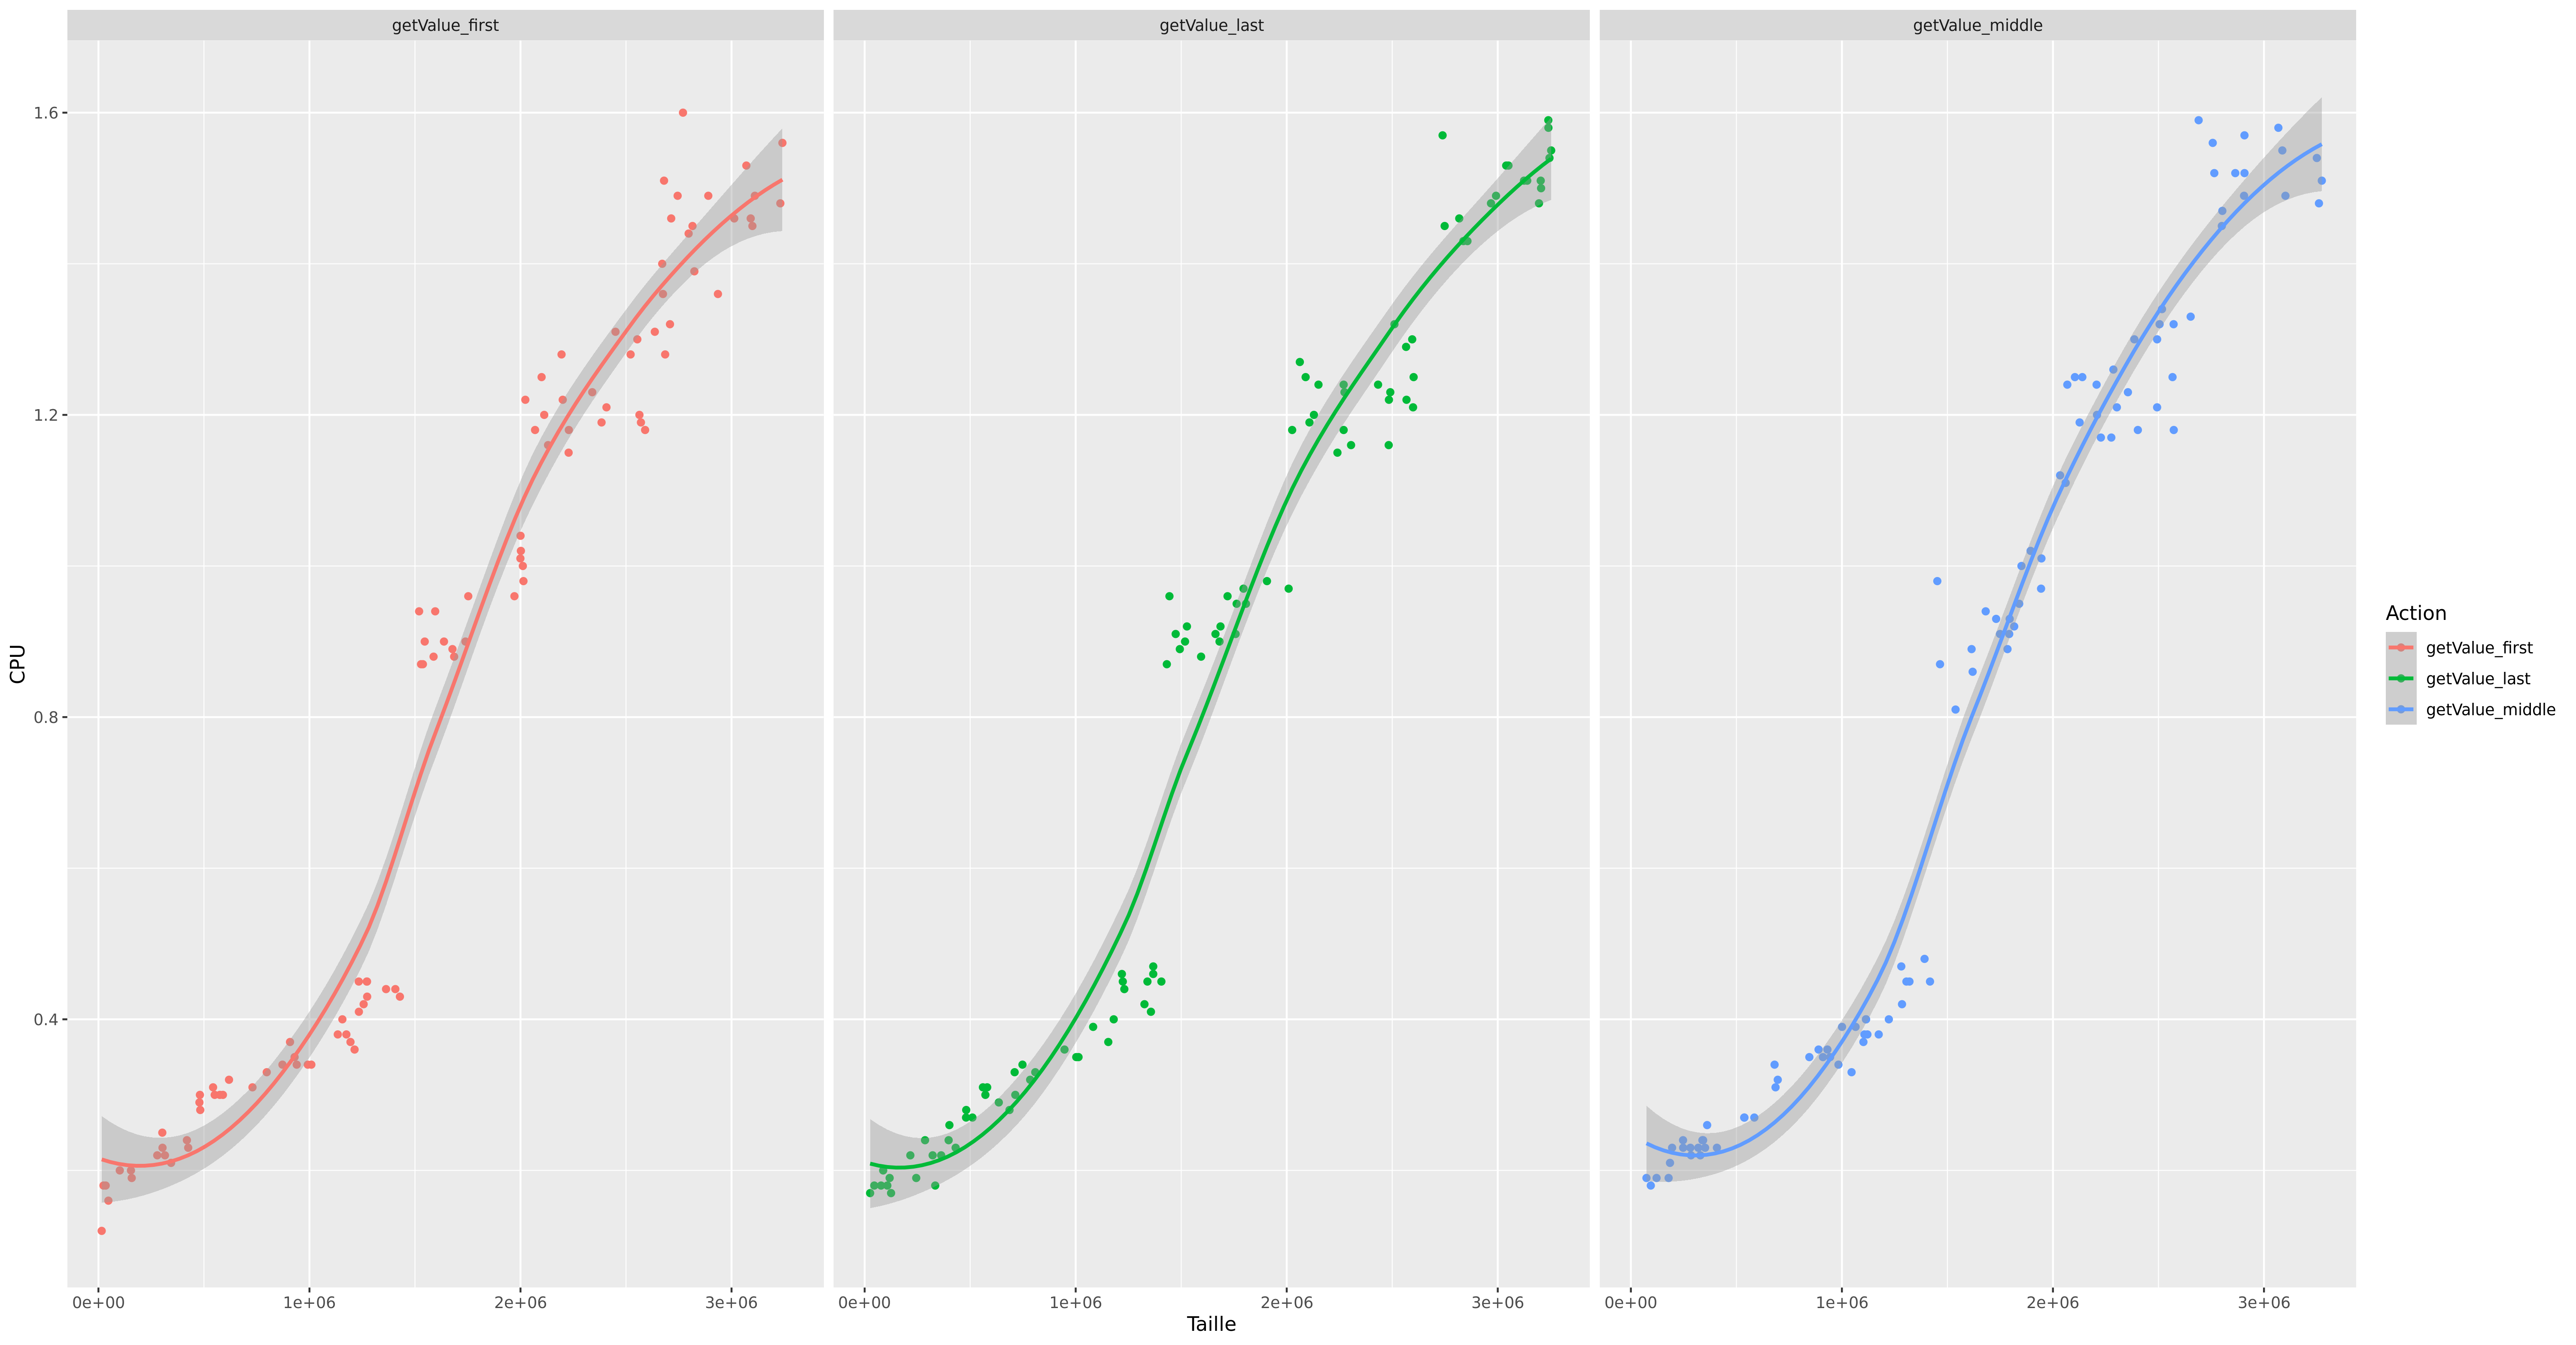 getValue_first getValue_last getValue_middle
1.6
1.2
0.8
0.4
CPU
0e+00 1e+06 2e+06 3e+06 0e+00 1e+06 2e+06 3e+06 0e+00 1e+06 2e+06 3e+06
Taille
Action
getValue_first
getValue_last
getValue_middle